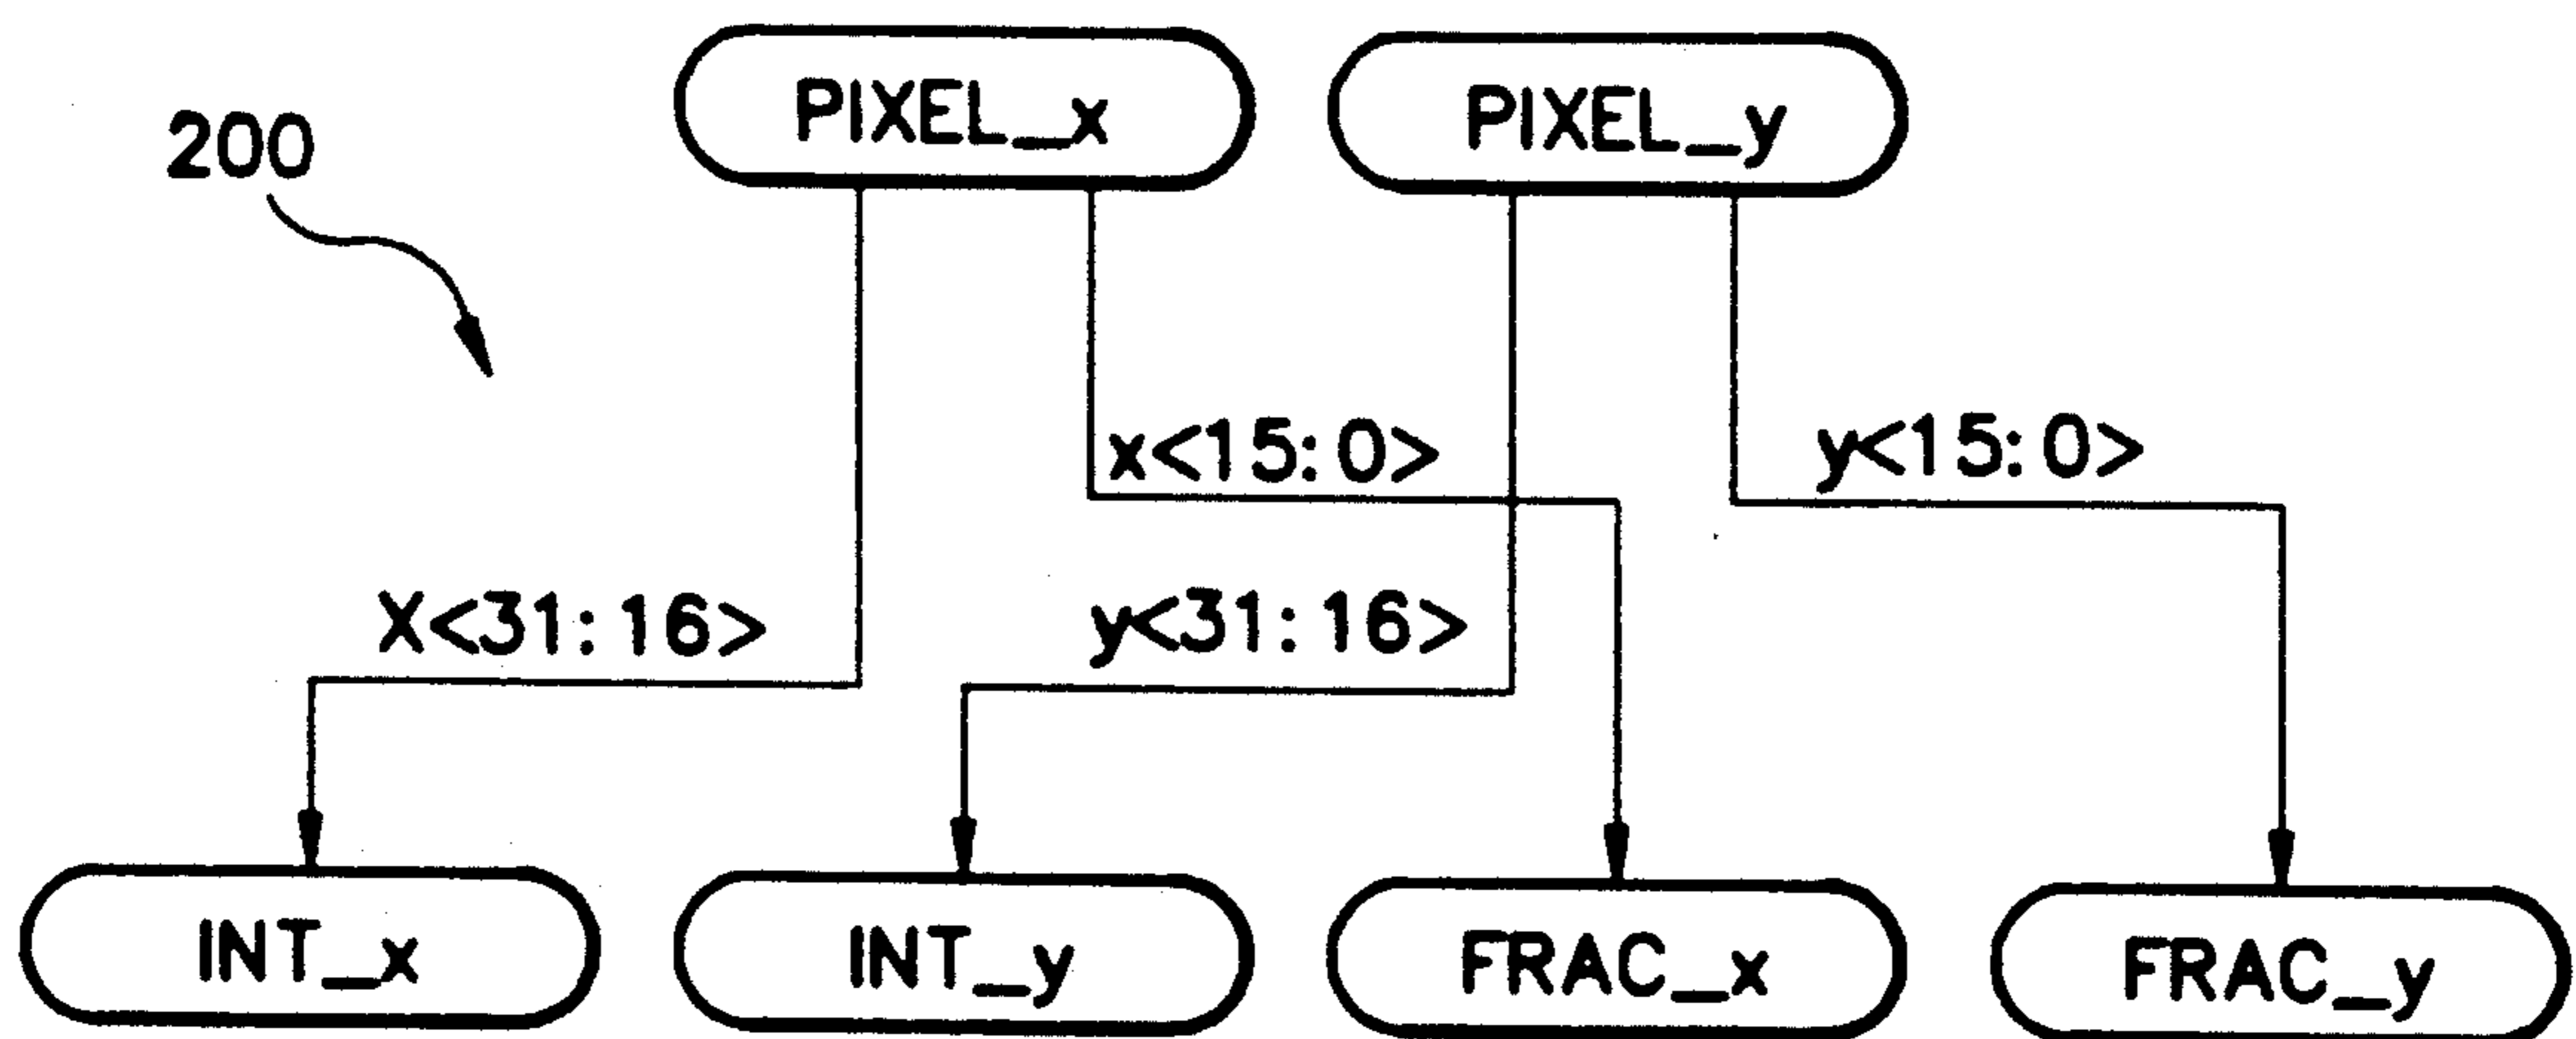 PIXEL_x
PIXEL_y
200
x<15:0>
y<15:0>
X<31:16>
y<31:16>
INT_x
INT_y
FRAC_x
FRAC_y